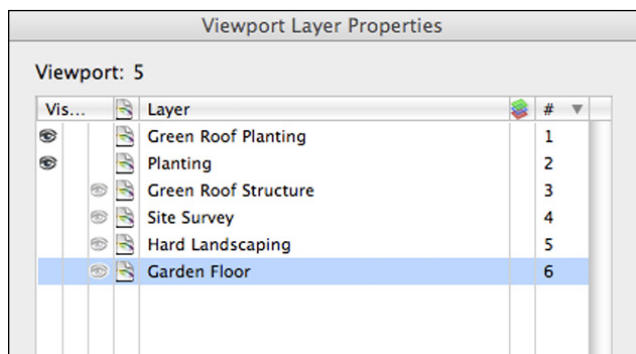 Viewport Layer Properties
Viewport: 5
Vis... Layer #
Green Roof Planting 1
Planting 2
Green Roof Structure 3
Site Survey 4
Hard Landscaping 5
Garden Floor 6